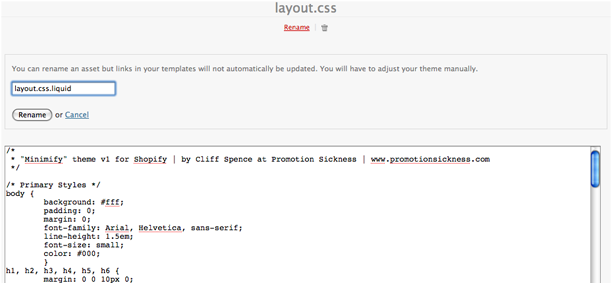 layout.css
Rename |
You can rename an asset but links in your templates will not automatically be updated. You will have to adjust your theme manually.
layout.css.liquid
Rename or Cancel
/*
* "Minimify" theme v1 for Shopify | by Cliff Spence at Promotion Sickness | www.promotionsickness.com
*/
/* Primary Styles */
body {
background: #fff;
padding: 0;
margin: 0;
font-family: Arial, Helvetica, sans-serif;
line-height: 1.5em;
font-size: small;
color: #000;
}
h1, h2, h3, h4, h5, h6 {
margin: 0 0 10px 0;